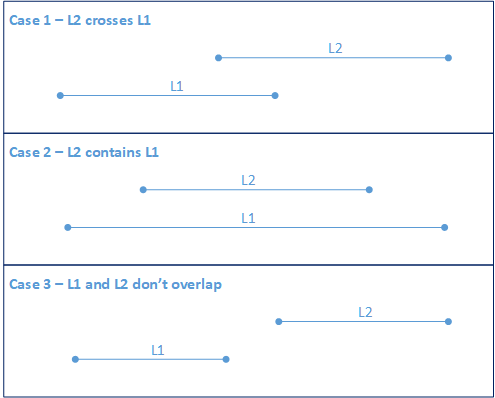 Case 1 – L2 crosses L1
L2
L1
Case 2 – L2 contains L1
L2
L1
Case 3 – L1 and L2 don’t overlap
L2
L1